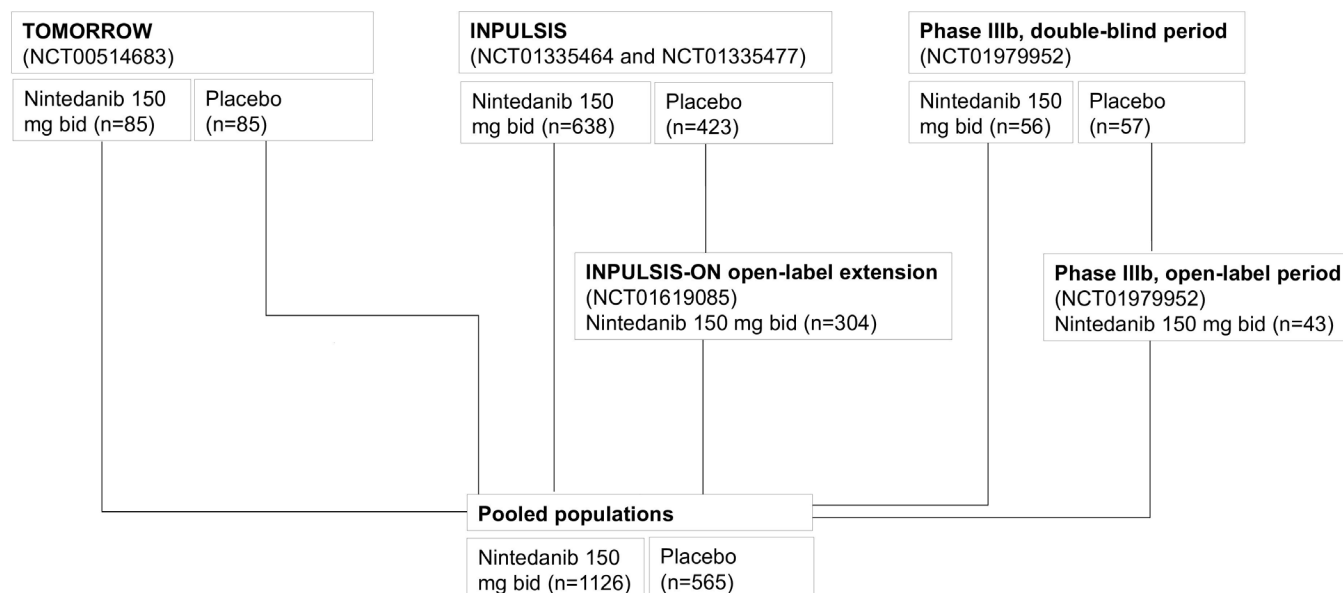 TOMORROW
(NCT00514683)
Nintedanib 150
mg bid (n=85)
Placebo
(n=85)
INPULSIS
(NCT01335464 and NCT01335477)
Nintedanib 150
mg bid (n=638)
Placebo
(n=423)
Phase IIIb, double-blind period
(NCT01979952)
Nintedanib 150
mg bid (n=56)
Placebo
(n=57)
INPULSIS-ON open-label extension
(NCT01619085)
Nintedanib 150 mg bid (n=304)
Phase IIIb, open-label period
(NCT01979952)
Nintedanib 150 mg bid (n=43)
Pooled populations
Nintedanib 150
mg bid (n=1126)
Placebo
(n=565)